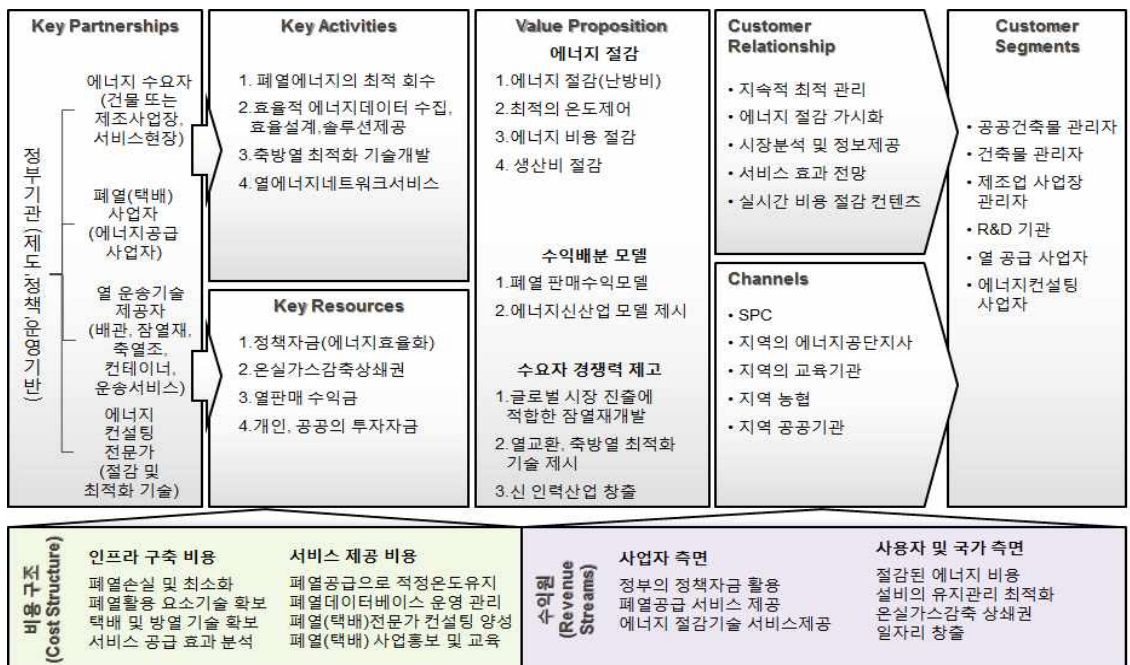 Key Partnerships
정부기관(제도·정책·운영기반)
에너지 수요자
(건물 또는
제조사업장,
서비스현장)
폐열(택배)
사업자
(에너지공급
사업자)
열 운송기술
제공자
(배관, 잠열재,
축열조,
컨테이너,
운송서비스)
에너지
컨설팅
전문가
(절감 및
최적화 기술)
Key Activities
1. 폐열에너지의 최적 회수
2.효율적 에너지데이터 수집,
효율설계,솔루션제공
3.축방열 최적화 기술개발
4.열에너지네트워크서비스
Key Resources
1.정책자금(에너지효율화)
2.온실가스감축상쇄권
3.열판매 수익금
4.개인, 공공의 투자자금
Value Proposition
에너지 절감
1.에너지 절감(난방비)
2.최적의 온도제어
3.에너지 비용 절감
4. 생산비 절감
수익배분 모델
1.폐열 판매수익모델
2.에너지신산업 모델 제시
수요자 경쟁력 제고
1.글로벌 시장 진출에
적합한 잠열재개발
2.열교환, 축방열 최적화
기술 제시
3.신 인력산업 창출
Customer
Relationship
• 지속적 최적 관리
• 에너지 절감 가시화
• 시장분석 및 정보제공
• 서비스 효과 전망
• 실시간 비용 절감 컨텐츠
Channels
• SPC
• 지역의 에너지공단지사
• 지역의 교육기관
• 지역 농협
• 지역 공공기관
Customer
Segments
• 공공건축물 관리자
• 건축물 관리자
• 제조업 사업장
관리자
• R&D 기관
• 열 공급 사업자
• 에너지컨설팅
사업자
비용 구조
(Cost Structure)
인프라 구축 비용
폐열손실 및 최소화
폐열활용 요소기술 확보
택배 및 방열 기술 확보
서비스 공급 효과 분석
서비스 제공 비용
폐열공급으로 적정온도유지
폐열데이터베이스 운영 관리
폐열(택배)전문가 컨설팅 양성
폐열(택배) 사업홍보 및 교육
수익원
(Revenue
Streams)
사업자 측면
정부의 정책자금 활용
폐열공급 서비스 제공
에너지 절감기술 서비스제공
사용자 및 국가 측면
절감된 에너지 비용
설비의 유지관리 최적화
온실가스감축 상쇄권
일자리 창출